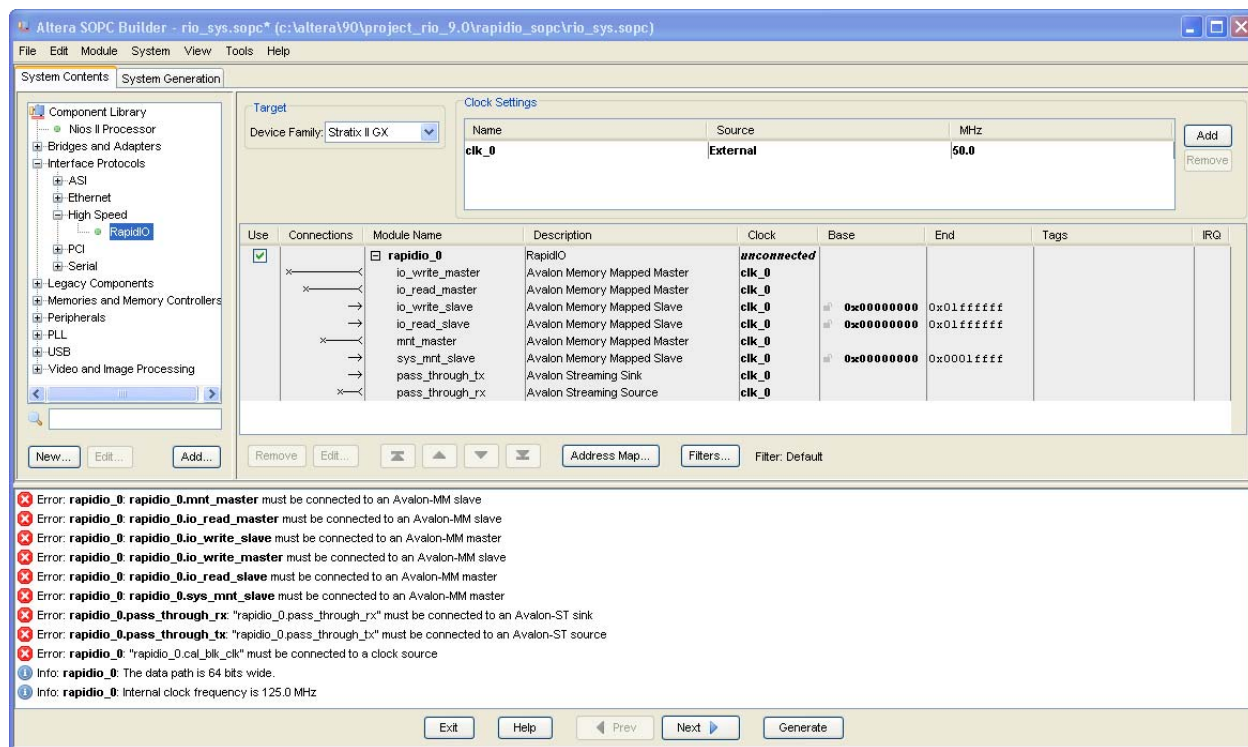 Altera SOPC Builder - rio_sys.sopc* (c:\altera\90\project_rio_9.0\rapidio_sopc\rio_sys.sopc)
File Edit Module System View Tools Help
System Contents System Generation
Component Library
Nios II Processor
Bridges and Adapters
Interface Protocols
ASI
Ethernet
High Speed
RapidIO
PCI
Serial
Legacy Components
Memories and Memory Controllers
Peripherals
PLL
USB
Video and Image Processing
New... Edit... Add...
Target
Device Family: Stratix II GX
Clock Settings
Name Source MHz
clk_0 External 50.0
Add
Remove
Use Connections Module Name Description Clock Base End Tags IRQ
rapidio_0 RapidIO unconnected
io_write_master Avalon Memory Mapped Master clk_0
io_read_master Avalon Memory Mapped Master clk_0
io_write_slave Avalon Memory Mapped Slave clk_0 0x00000000 0x01ffffff
io_read_slave Avalon Memory Mapped Slave clk_0 0x00000000 0x01ffffff
mnt_master Avalon Memory Mapped Master clk_0
sys_mnt_slave Avalon Memory Mapped Slave clk_0 0x00000000 0x0001ffff
pass_through_tx Avalon Streaming Sink clk_0
pass_through_rx Avalon Streaming Source clk_0
Remove Edit... Address Map... Filters... Filter: Default
Error: rapidio_0: rapidio_0.mnt_master must be connected to an Avalon-MM slave
Error: rapidio_0: rapidio_0.io_read_master must be connected to an Avalon-MM slave
Error: rapidio_0: rapidio_0.io_write_slave must be connected to an Avalon-MM master
Error: rapidio_0: rapidio_0.io_write_master must be connected to an Avalon-MM slave
Error: rapidio_0: rapidio_0.io_read_slave must be connected to an Avalon-MM master
Error: rapidio_0: rapidio_0.sys_mnt_slave must be connected to an Avalon-MM master
Error: rapidio_0.pass_through_rx: "rapidio_0.pass_through_rx" must be connected to an Avalon-ST sink
Error: rapidio_0.pass_through_tx: "rapidio_0.pass_through_tx" must be connected to an Avalon-ST source
Error: rapidio_0: "rapidio_0.cal_blk_clk" must be connected to a clock source
Info: rapidio_0: The data path is 64 bits wide.
Info: rapidio_0: Internal clock frequency is 125.0 MHz
Exit Help Prev Next Generate